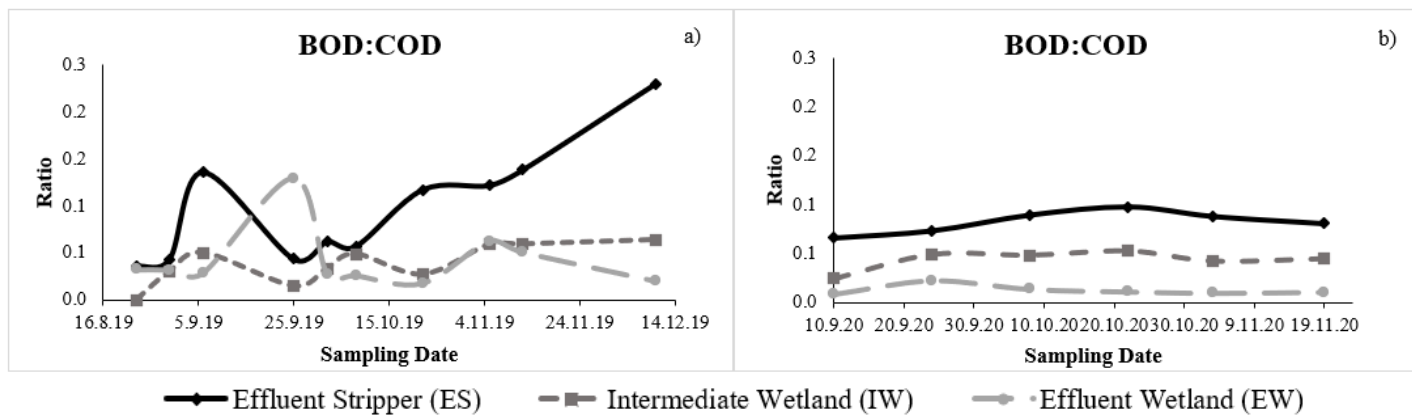 BOD:COD
a)
0.3
0.2
0.2
0.1
0.1
0.0
Ratio
16.8.19 5.9.19 25.9.19 15.10.19 4.11.19 24.11.19 14.12.19
Sampling Date
BOD:COD
b)
0.3
0.2
0.2
0.1
0.1
0.0
Ratio
10.9.20 20.9.20 30.9.20 10.10.20 20.10.20 30.10.20 9.11.20 19.11.20
Sampling Date
Effluent Stripper (ES) Intermediate Wetland (IW) Effluent Wetland (EW)